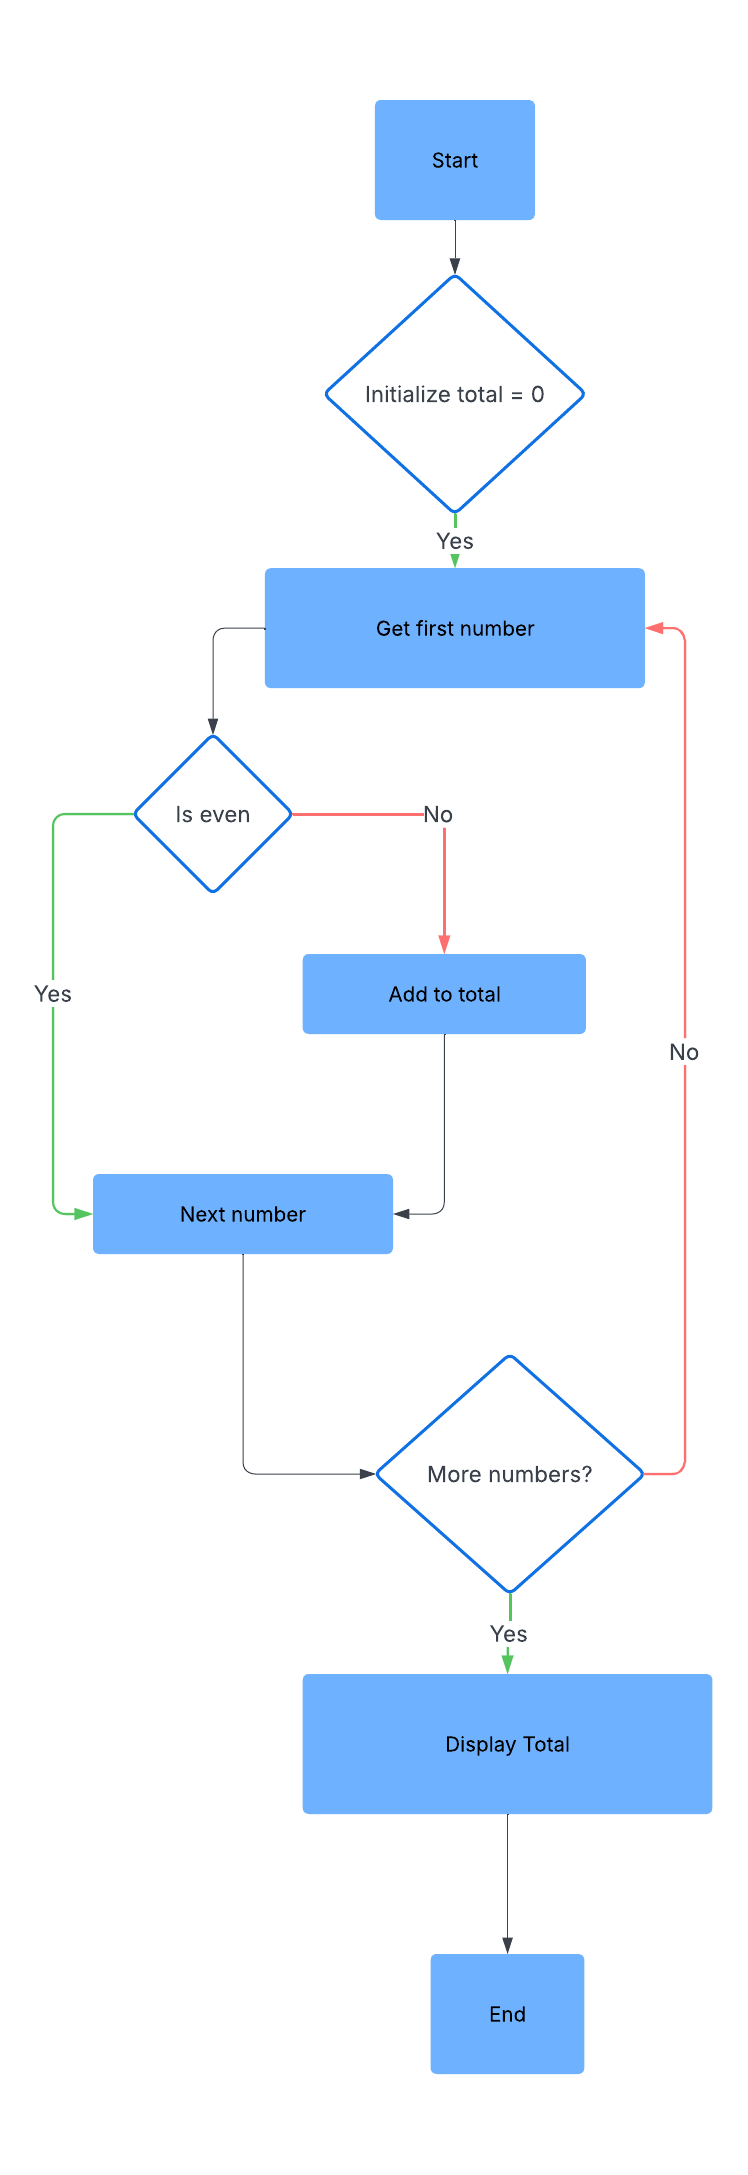 Start
Initialize total = 0
Yes
Get first number
Is even
No
Yes
Add to total
No
Next number
More numbers?
Yes
Display Total
End